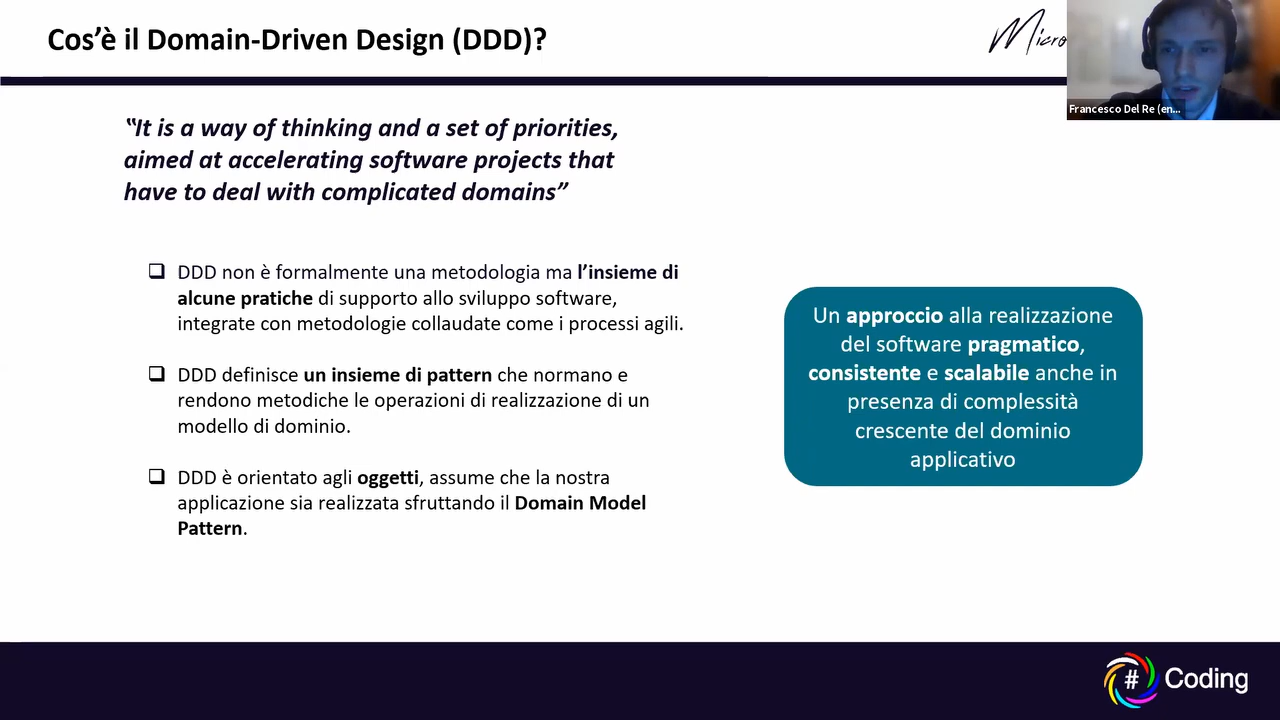 Cos’è il Domain-Driven Design (DDD)?
Micro
Francesco Del Re (en...
“It is a way of thinking and a set of priorities,
aimed at accelerating software projects that
have to deal with complicated domains”
DDD non è formalmente una metodologia ma l’insieme di
alcune pratiche di supporto allo sviluppo software,
integrate con metodologie collaudate come i processi agili.
DDD definisce un insieme di pattern che normano e
rendono metodiche le operazioni di realizzazione di un
modello di dominio.
DDD è orientato agli oggetti, assume che la nostra
applicazione sia realizzata sfruttando il Domain Model
Pattern.
Un approccio alla realizzazione
del software pragmatico,
consistente e scalabile anche in
presenza di complessità
crescente del dominio
applicativo
# Coding